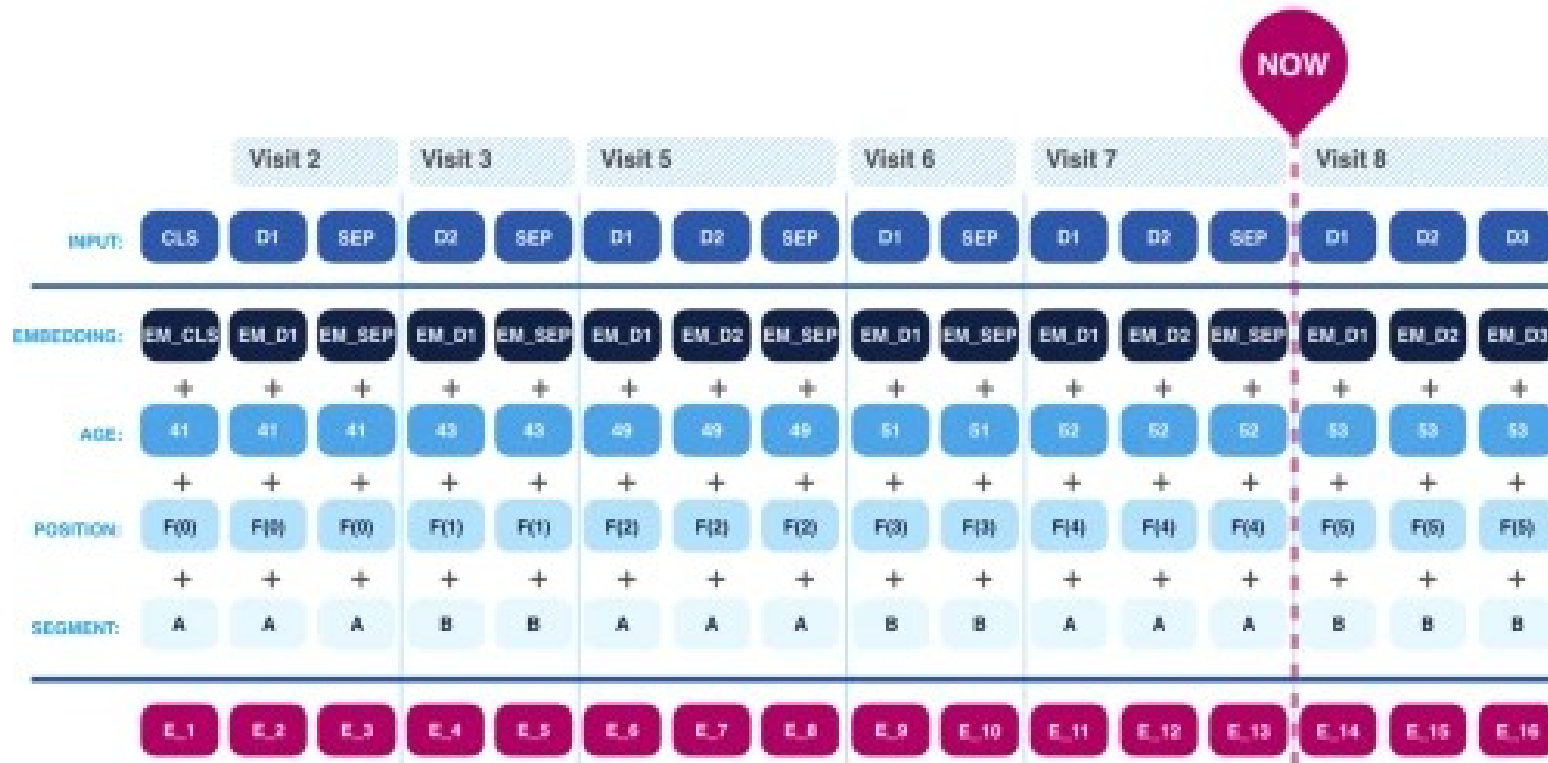 NOW
Visit 2 Visit 3 Visit 5 Visit 6 Visit 7 Visit 8
INPUT: CLS D1 SEP D2 SEP D1 D2 SEP D1 SEP D1 D2 SEP D1 D2 D3
EMBEDDING: EM_CLS EM_D1 EM_SEP EM_D1 EM_SEP EM_D1 EM_D2 EM_SEP EM_D1 EM_SEP EM_D1 EM_D2 EM_SEP EM_D1 EM_D2 EM_D3
+ + + + + + + + + + + + + + + +
AGE: 41 41 41 43 43 49 49 49 51 51 52 52 52 53 53 53
+ + + + + + + + + + + + + + + +
POSITION: F(0) F(0) F(0) F(1) F(1) F(2) F(2) F(2) F(3) F(3) F(4) F(4) F(4) F(5) F(5) F(5)
+ + + + + + + + + + + + + + + +
SEGMENT: A A A B B A A A B B A A A B B B
E_1 E_2 E_3 E_4 E_5 E_6 E_7 E_8 E_9 E_10 E_11 E_12 E_13 E_14 E_15 E_16